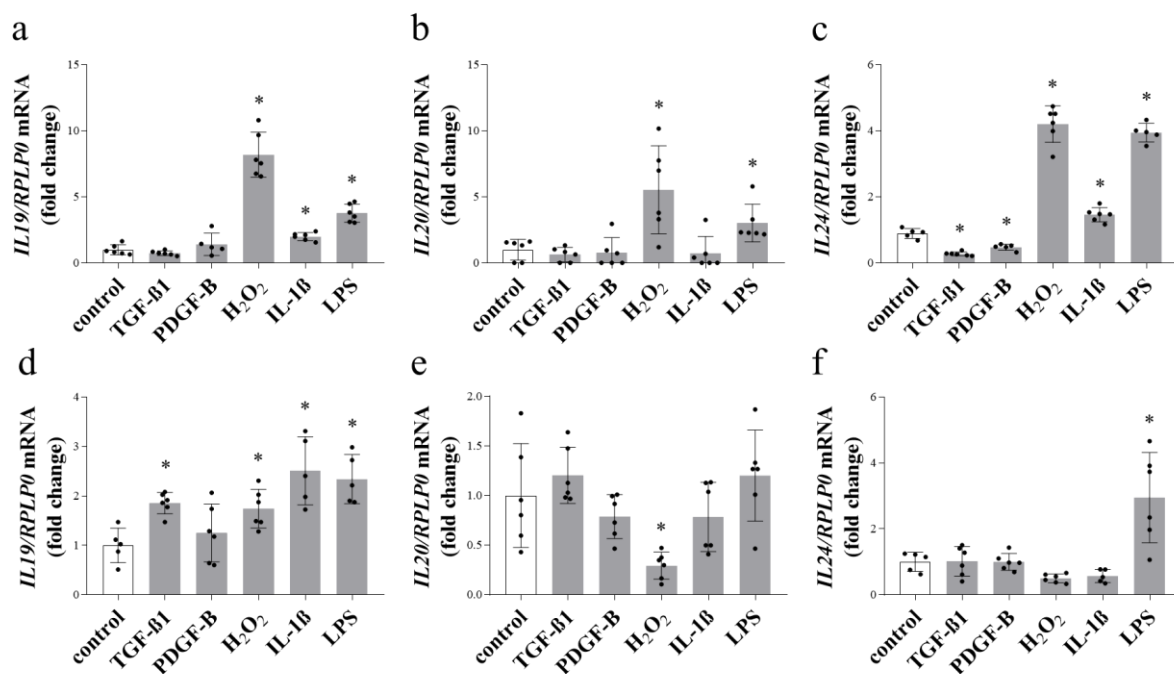 a
b
c
IL19/RPLP0 mRNA
(fold change)
15
10
5
0
*
*
*
control
TGF-ß1
PDGF-B
H₂O₂
IL-1ß
LPS
IL20/RPLP0 mRNA
(fold change)
15
10
5
0
*
*
control
TGF-ß1
PDGF-B
H₂O₂
IL-1ß
LPS
IL24/RPLP0 mRNA
(fold change)
6
4
2
0
*
*
*
*
*
control
TGF-ß1
PDGF-B
H₂O₂
IL-1ß
LPS
d
e
f
IL19/RPLP0 mRNA
(fold change)
4
3
2
1
0
*
*
*
*
control
TGF-ß1
PDGF-B
H₂O₂
IL-1ß
LPS
IL20/RPLP0 mRNA
(fold change)
2.0
1.5
1.0
0.5
0.0
*
control
TGF-ß1
PDGF-B
H₂O₂
IL-1ß
LPS
IL24/RPLP0 mRNA
(fold change)
6
4
2
0
*
control
TGF-ß1
PDGF-B
H₂O₂
IL-1ß
LPS